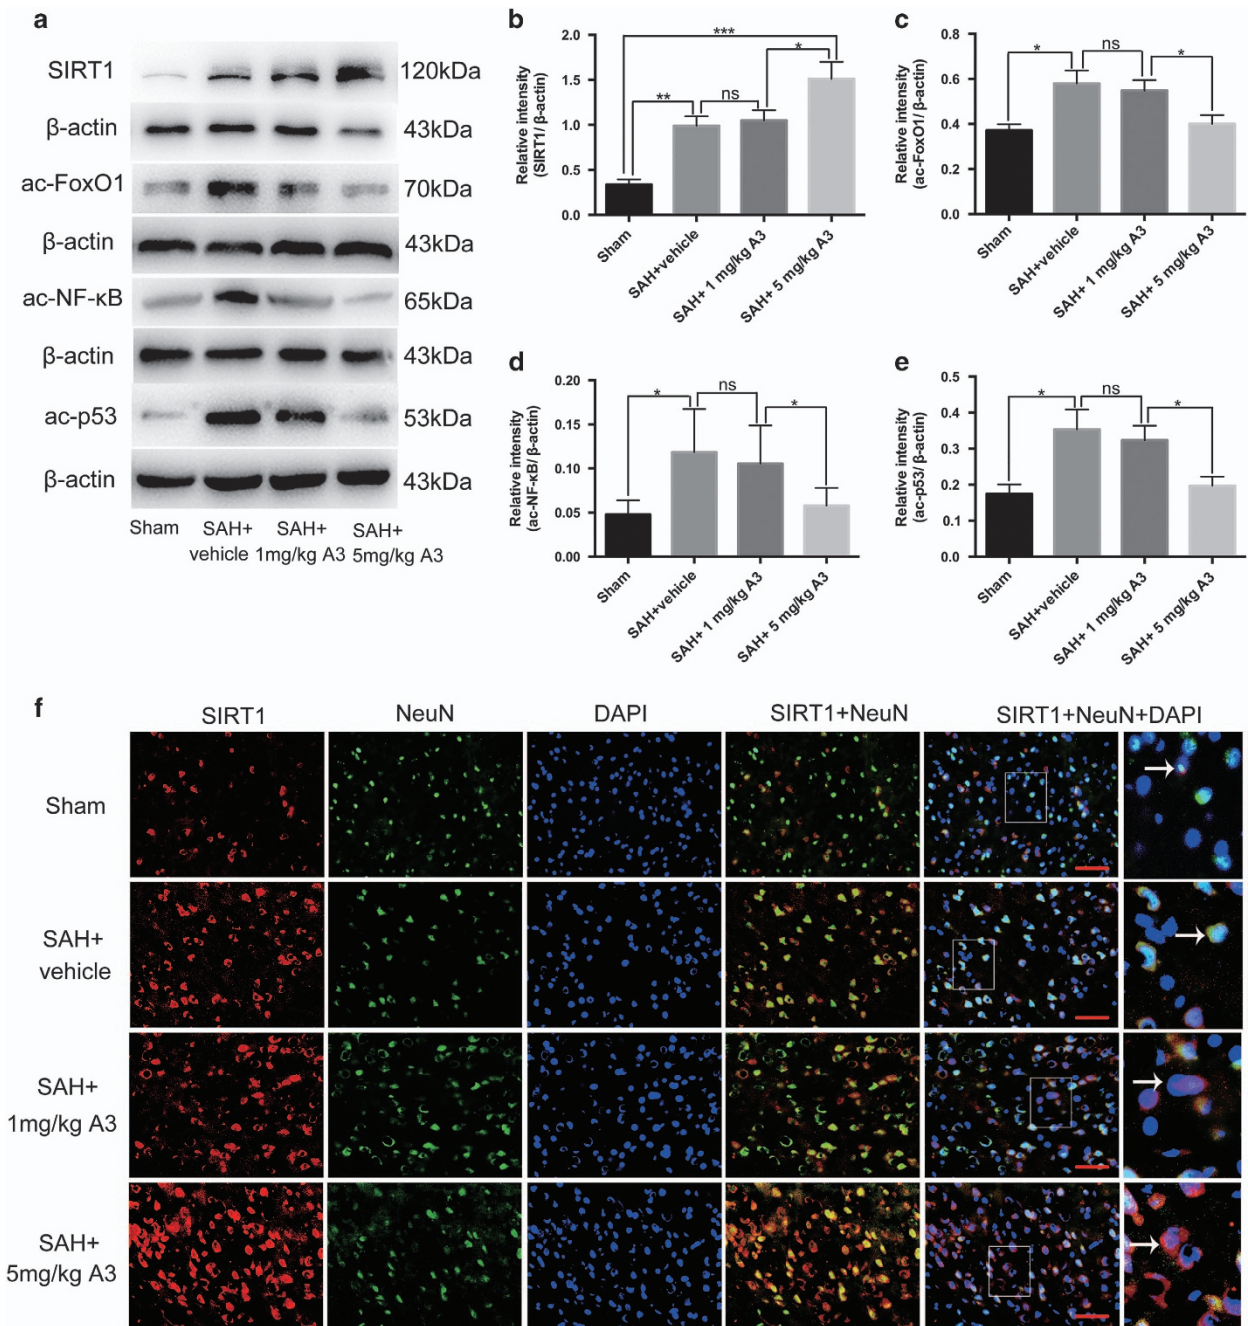 a
SIRT1
120kDa
β-actin
43kDa
ac-FoxO1
70kDa
β-actin
43kDa
ac-NF-κB
65kDa
β-actin
43kDa
ac-p53
53kDa
β-actin
43kDa
Sham
SAH+
vehicle
SAH+
1mg/kg A3
SAH+
5mg/kg A3
b
Relative intensity
(SIRT1/ β-actin)
2.0
1.5
1.0
0.5
0.0
***
*
**
ns
Sham
SAH+vehicle
SAH+ 1 mg/kg A3
SAH+ 5 mg/kg A3
c
Relative intensity
(ac-FoxO1/ β-actin)
0.8
0.6
0.4
0.2
0.0
*
ns
*
Sham
SAH+vehicle
SAH+ 1 mg/kg A3
SAH+ 5 mg/kg A3
d
Relative intensity
(ac-NF-κB/ β-actin)
0.20
0.15
0.10
0.05
0.00
*
ns
*
Sham
SAH+vehicle
SAH+ 1 mg/kg A3
SAH+ 5 mg/kg A3
e
Relative intensity
(ac-p53/ β-actin)
0.5
0.4
0.3
0.2
0.1
0.0
*
ns
*
Sham
SAH+vehicle
SAH+ 1 mg/kg A3
SAH+ 5 mg/kg A3
f
SIRT1
NeuN
DAPI
SIRT1+NeuN
SIRT1+NeuN+DAPI
Sham
SAH+
vehicle
SAH+
1mg/kg A3
SAH+
5mg/kg A3